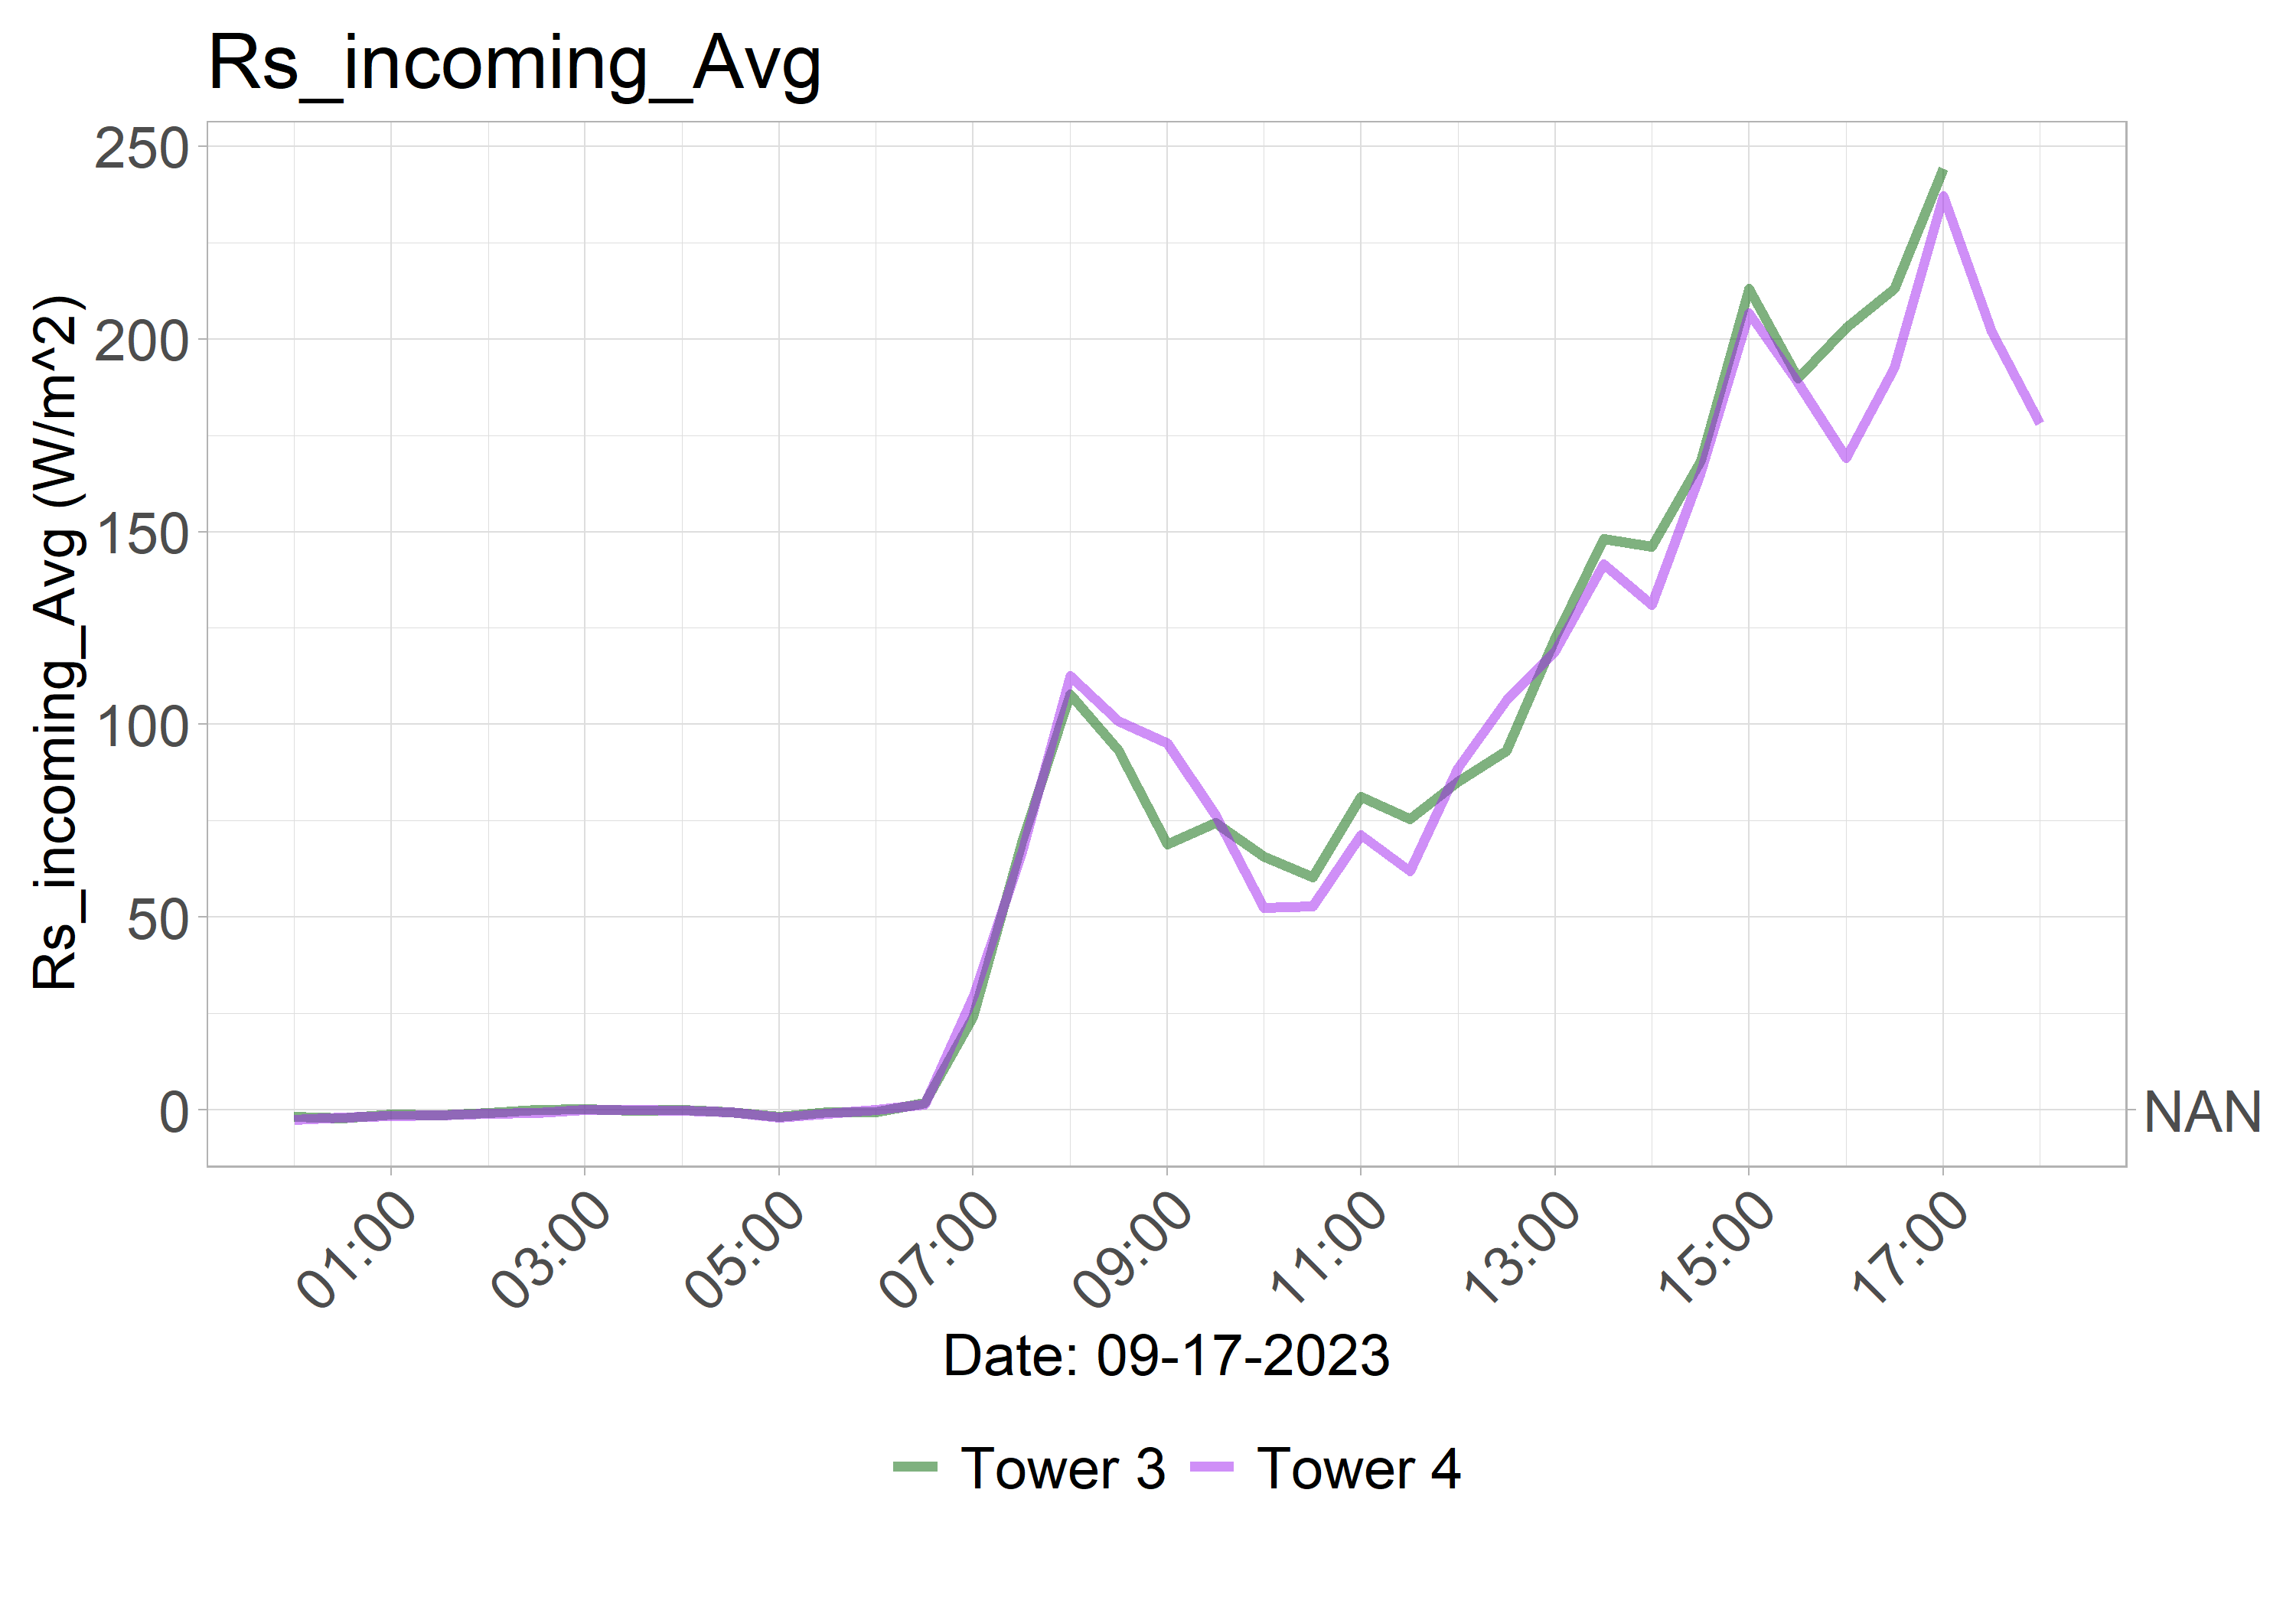 Rs_incoming_Avg
Rs_incoming_Avg (W/m^2)
250
200
150
100
50
0
NAN
01:00 03:00 05:00 07:00 09:00 11:00 13:00 15:00 17:00
Date: 09-17-2023
Tower 3 Tower 4